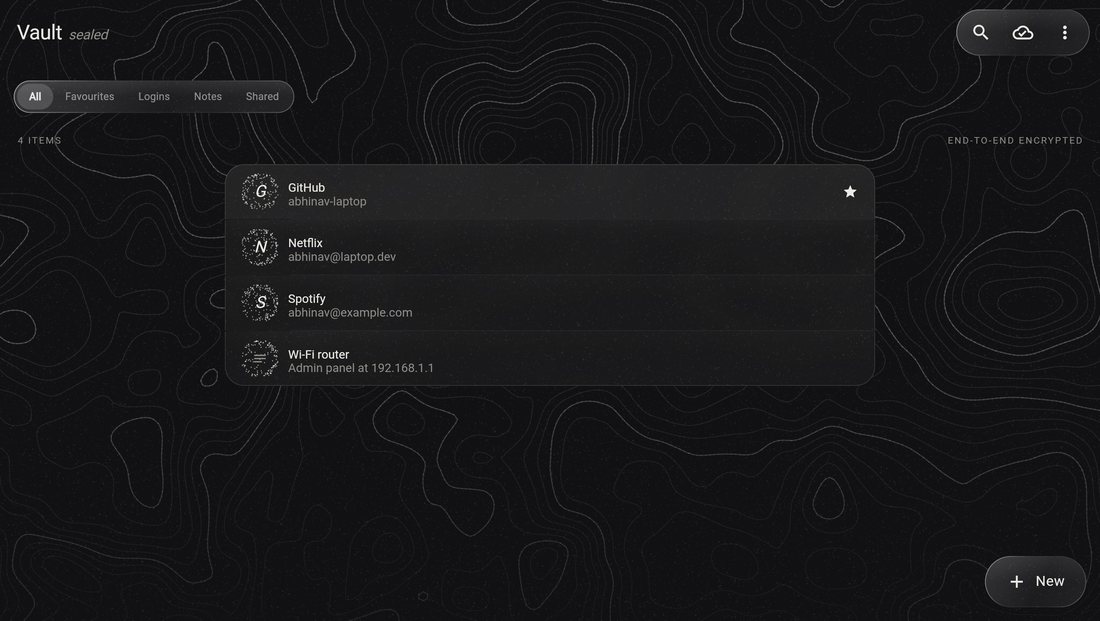 Vault sealed
All Favourites Logins Notes Shared
4 ITEMS
END-TO-END ENCRYPTED
G
GitHub
abhinav-laptop
N
Netflix
abhinav@laptop.dev
S
Spotify
abhinav@example.com
Wi-Fi router
Admin panel at 192.168.1.1
+ New